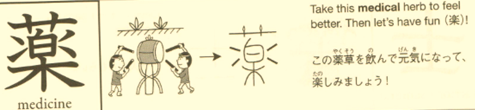 薬
medicine
Take this medical herb to feel
better. Then let's have fun (楽)!
この薬草を飲んで元気になって、
楽しみましょう！